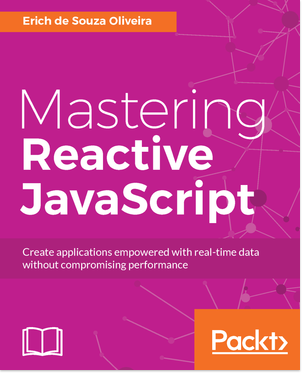 Erich de Souza Oliveira
Mastering
Reactive
JavaScript
Create applications empowered with real-time data
without compromising performance
Packt>